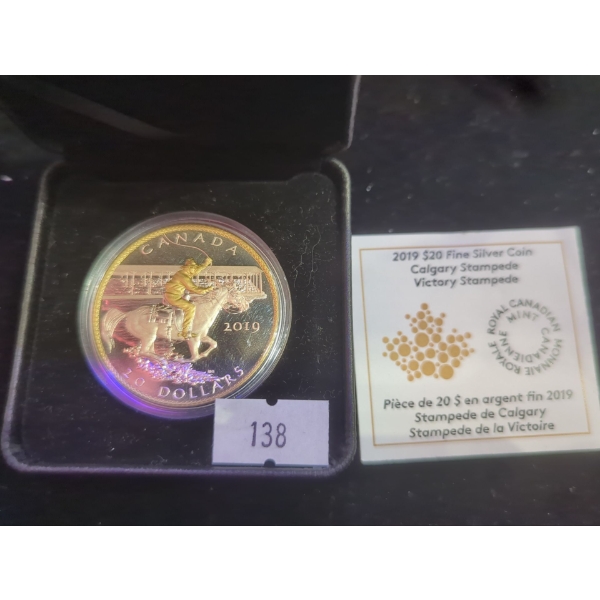 CANADA
2019
20 DOLLARS
138
2019 $20 Fine Silver Coin
Calgary Stampede
Victory Stampede
ROYAL CANADIAN MINT
MONNAIE ROYALE CANADIENNE
Pièce de 20 $ en argent fin 2019
Stampede de Calgary
Stampede de la Victoire